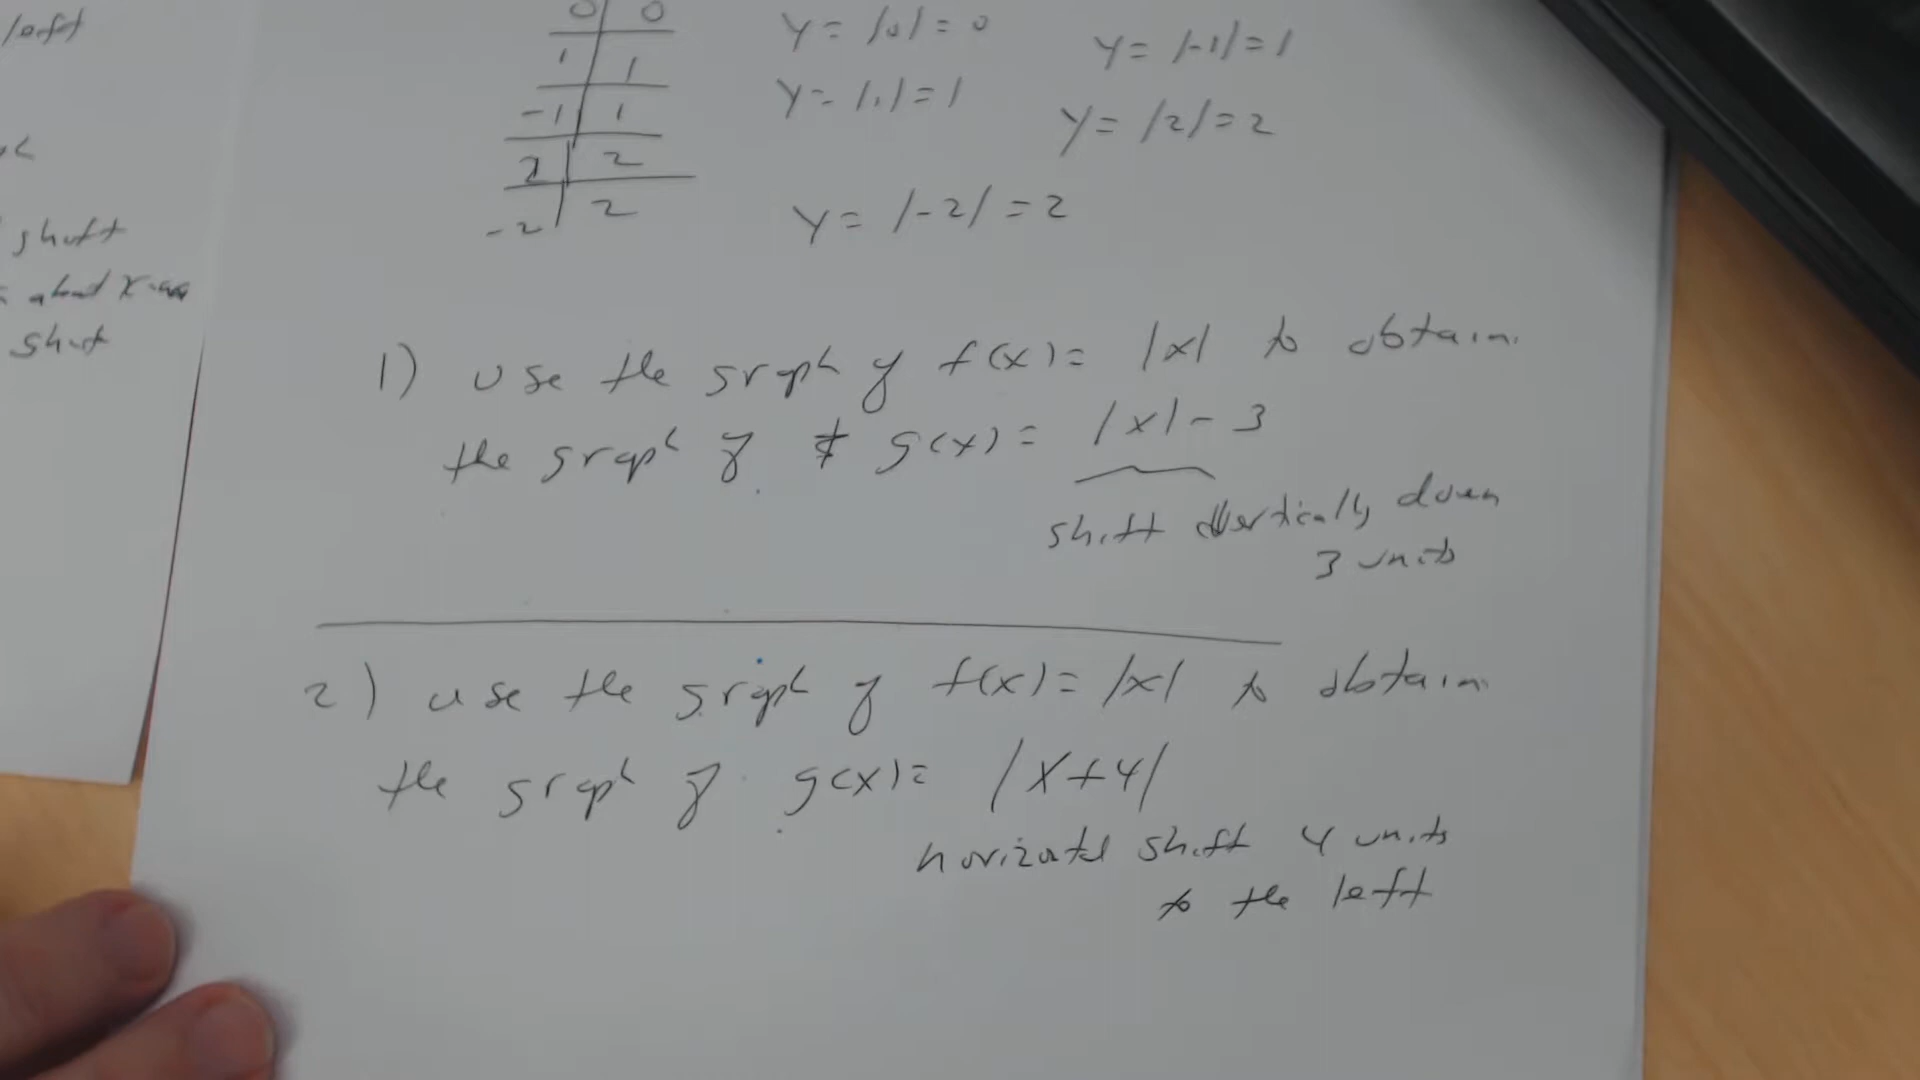 left
shift
about x-axis
shift
0 0
1 1
-1 1
2 2
-2 2
y = |0| = 0
y = |1| = 1
y = |-1| = 1
y = |2| = 2
y = |-2| = 2
1) use the graph of f(x) = |x| to obtain
the graph of g(x) = |x| - 3
shift vertically down
3 units
2) use the graph of f(x) = |x| to obtain
the graph of g(x) = |x+4|
horizontal shift 4 units
to the left